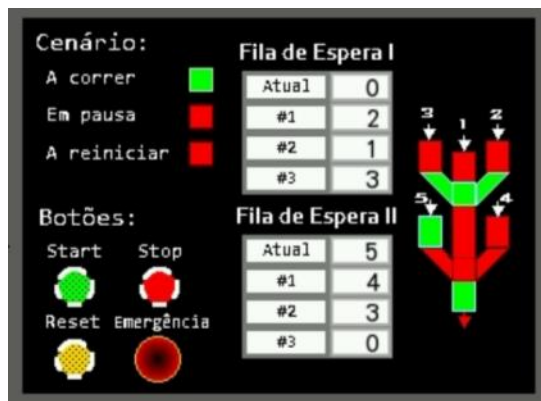 Cenário:
A correr
Em pausa
A reiniciar
Botões:
Start Stop
Reset Emergência
Fila de Espera I
Atual 0
#1 2
#2 1
#3 3
Fila de Espera II
Atual 5
#1 4
#2 3
#3 0
3 1 2
5 4